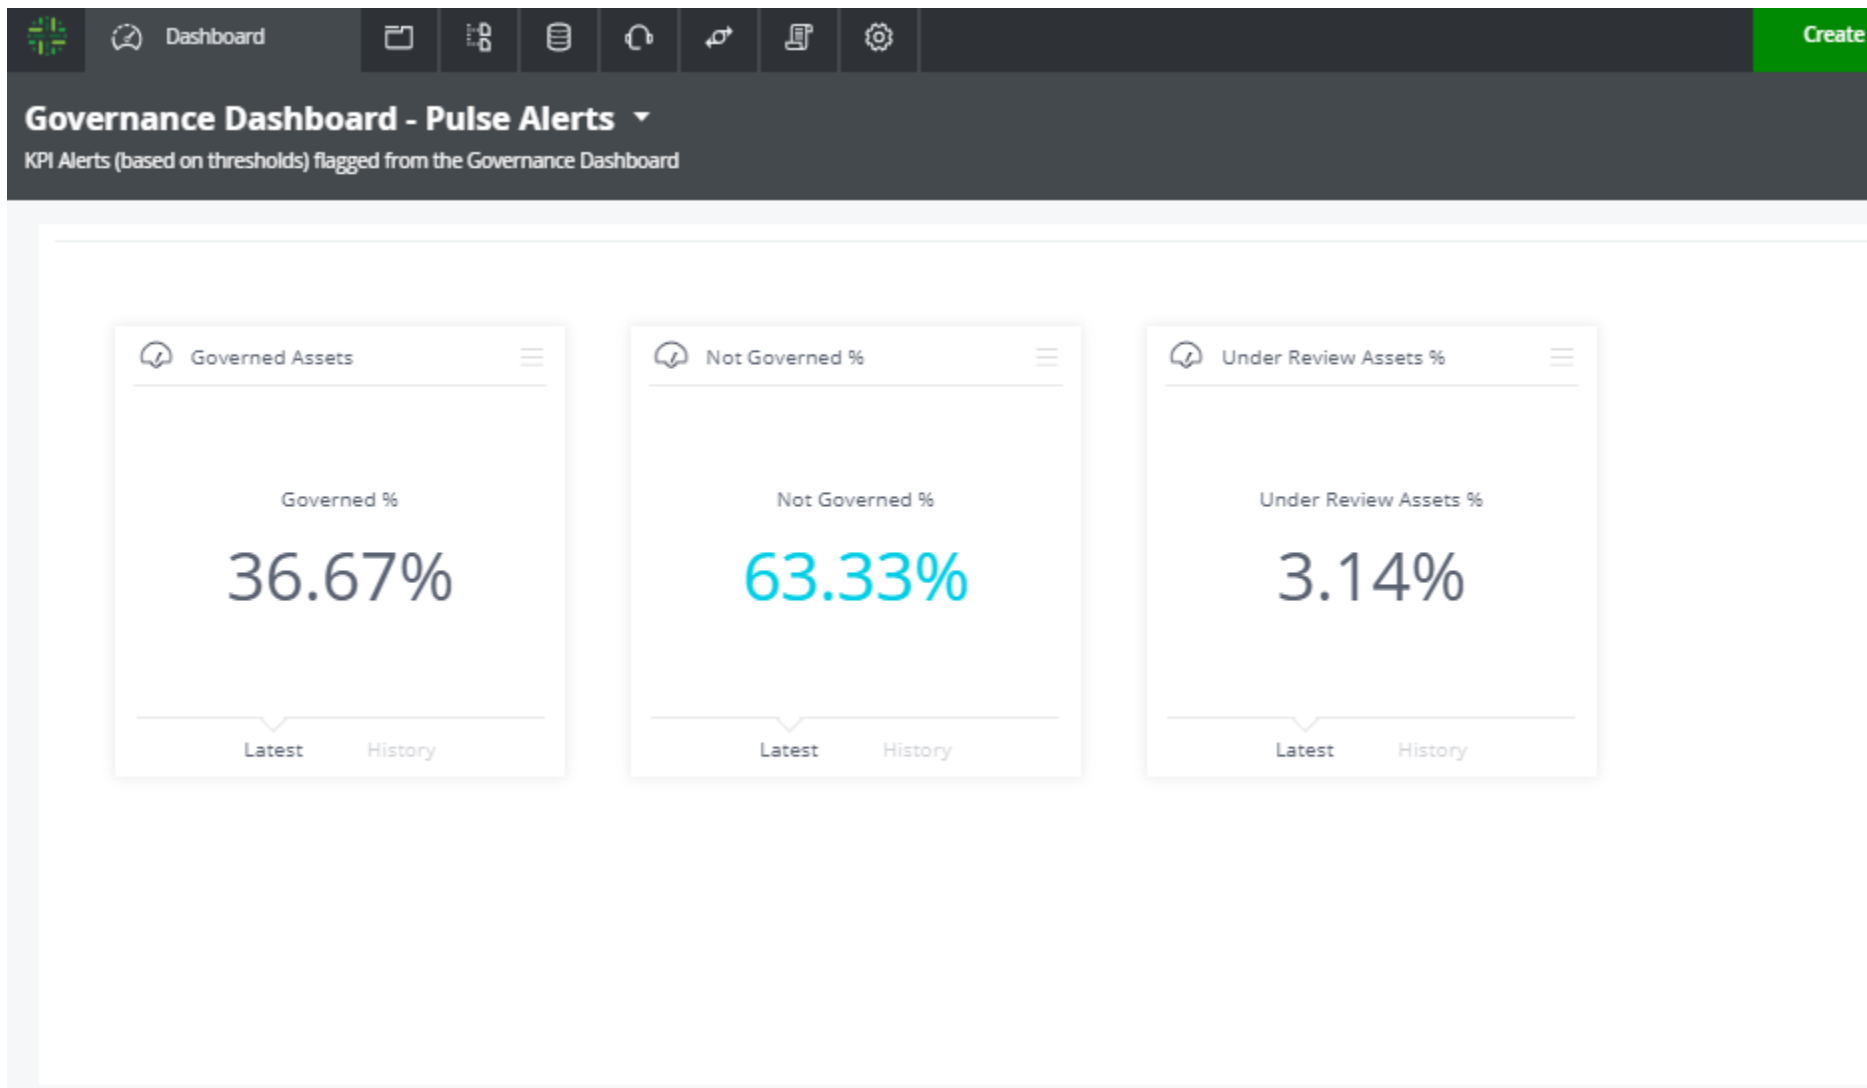 Dashboard
Create
Governance Dashboard - Pulse Alerts
KPI Alerts (based on thresholds) flagged from the Governance Dashboard
Governed Assets
Governed %
36.67%
Latest History
Not Governed %
Not Governed %
63.33%
Latest History
Under Review Assets %
Under Review Assets %
3.14%
Latest History